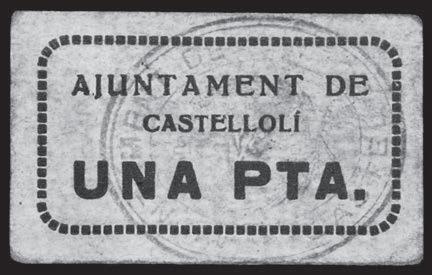 AJUNTAMENT DE
CASTELLOLÍ
UNA PTA.